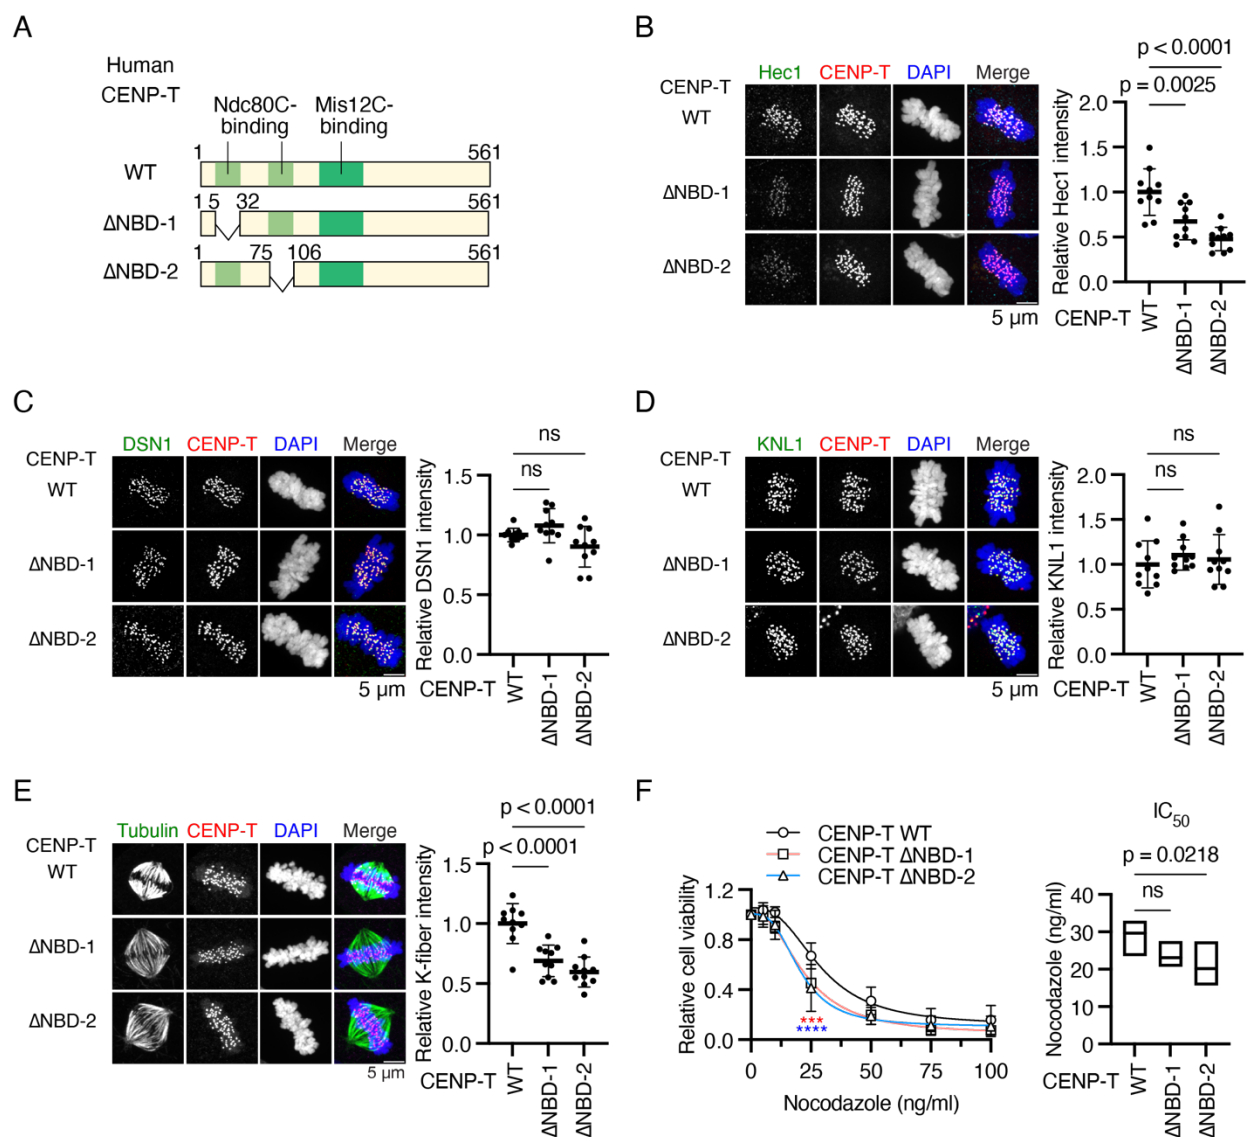 A
Human
CENP-T
Ndc80C-
binding
Mis12C-
binding
WT
1
561
ΔNBD-1
1 5 32
561
ΔNBD-2
1
75 106
561
B
CENP-T
Hec1 CENP-T DAPI Merge
WT
ΔNBD-1
ΔNBD-2
5 µm
p < 0.0001
p = 0.0025
Relative Hec1 intensity
2.0
1.5
1.0
0.5
0.0
CENP-T
WT
ΔNBD-1
ΔNBD-2
C
CENP-T
DSN1 CENP-T DAPI Merge
WT
ΔNBD-1
ΔNBD-2
5 µm
ns
ns
Relative DSN1 intensity
1.5
1.0
0.5
0.0
CENP-T
WT
ΔNBD-1
ΔNBD-2
D
CENP-T
KNL1 CENP-T DAPI Merge
WT
ΔNBD-1
ΔNBD-2
5 µm
ns
ns
Relative KNL1 intensity
2.0
1.5
1.0
0.5
0.0
CENP-T
WT
ΔNBD-1
ΔNBD-2
E
CENP-T
Tubulin CENP-T DAPI Merge
WT
ΔNBD-1
ΔNBD-2
5 µm
p < 0.0001
p < 0.0001
Relative K-fiber intensity
1.5
1.0
0.5
0.0
CENP-T
WT
ΔNBD-1
ΔNBD-2
F
CENP-T WT
CENP-T ΔNBD-1
CENP-T ΔNBD-2
Relative cell viability
1.2
0.8
0.4
0.0
***
****
0 25 50 75 100
Nocodazole (ng/ml)
IC50
p = 0.0218
ns
Nocodazole (ng/ml)
40
30
20
10
0
CENP-T
WT
ΔNBD-1
ΔNBD-2